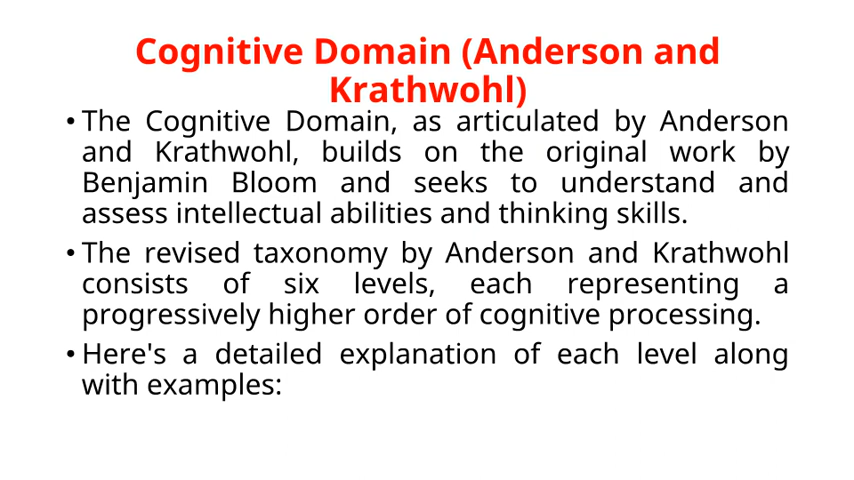 Cognitive Domain (Anderson and
Krathwohl)
• The Cognitive Domain, as articulated by Anderson
and Krathwohl, builds on the original work by
Benjamin Bloom and seeks to understand and
assess intellectual abilities and thinking skills.
• The revised taxonomy by Anderson and Krathwohl
consists of six levels, each representing a
progressively higher order of cognitive processing.
• Here's a detailed explanation of each level along
with examples: